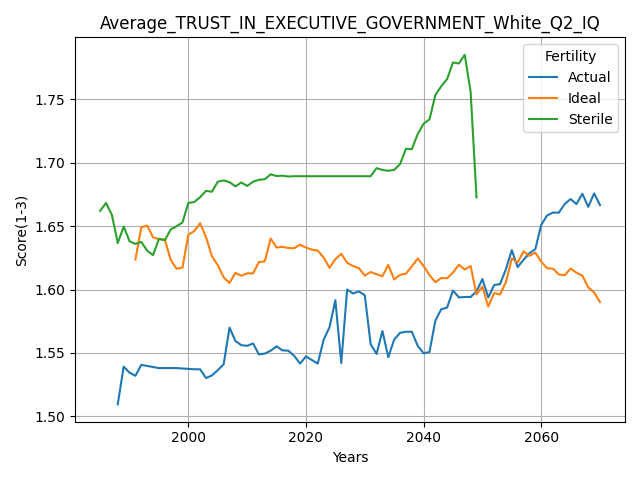 Average_TRUST_IN_EXECUTIVE_GOVERNMENT_White_Q2_IQ
Fertility
Actual
Ideal
Sterile
Score(1-3)
1.75
1.70
1.65
1.60
1.55
1.50
2000 2020 2040 2060
Years